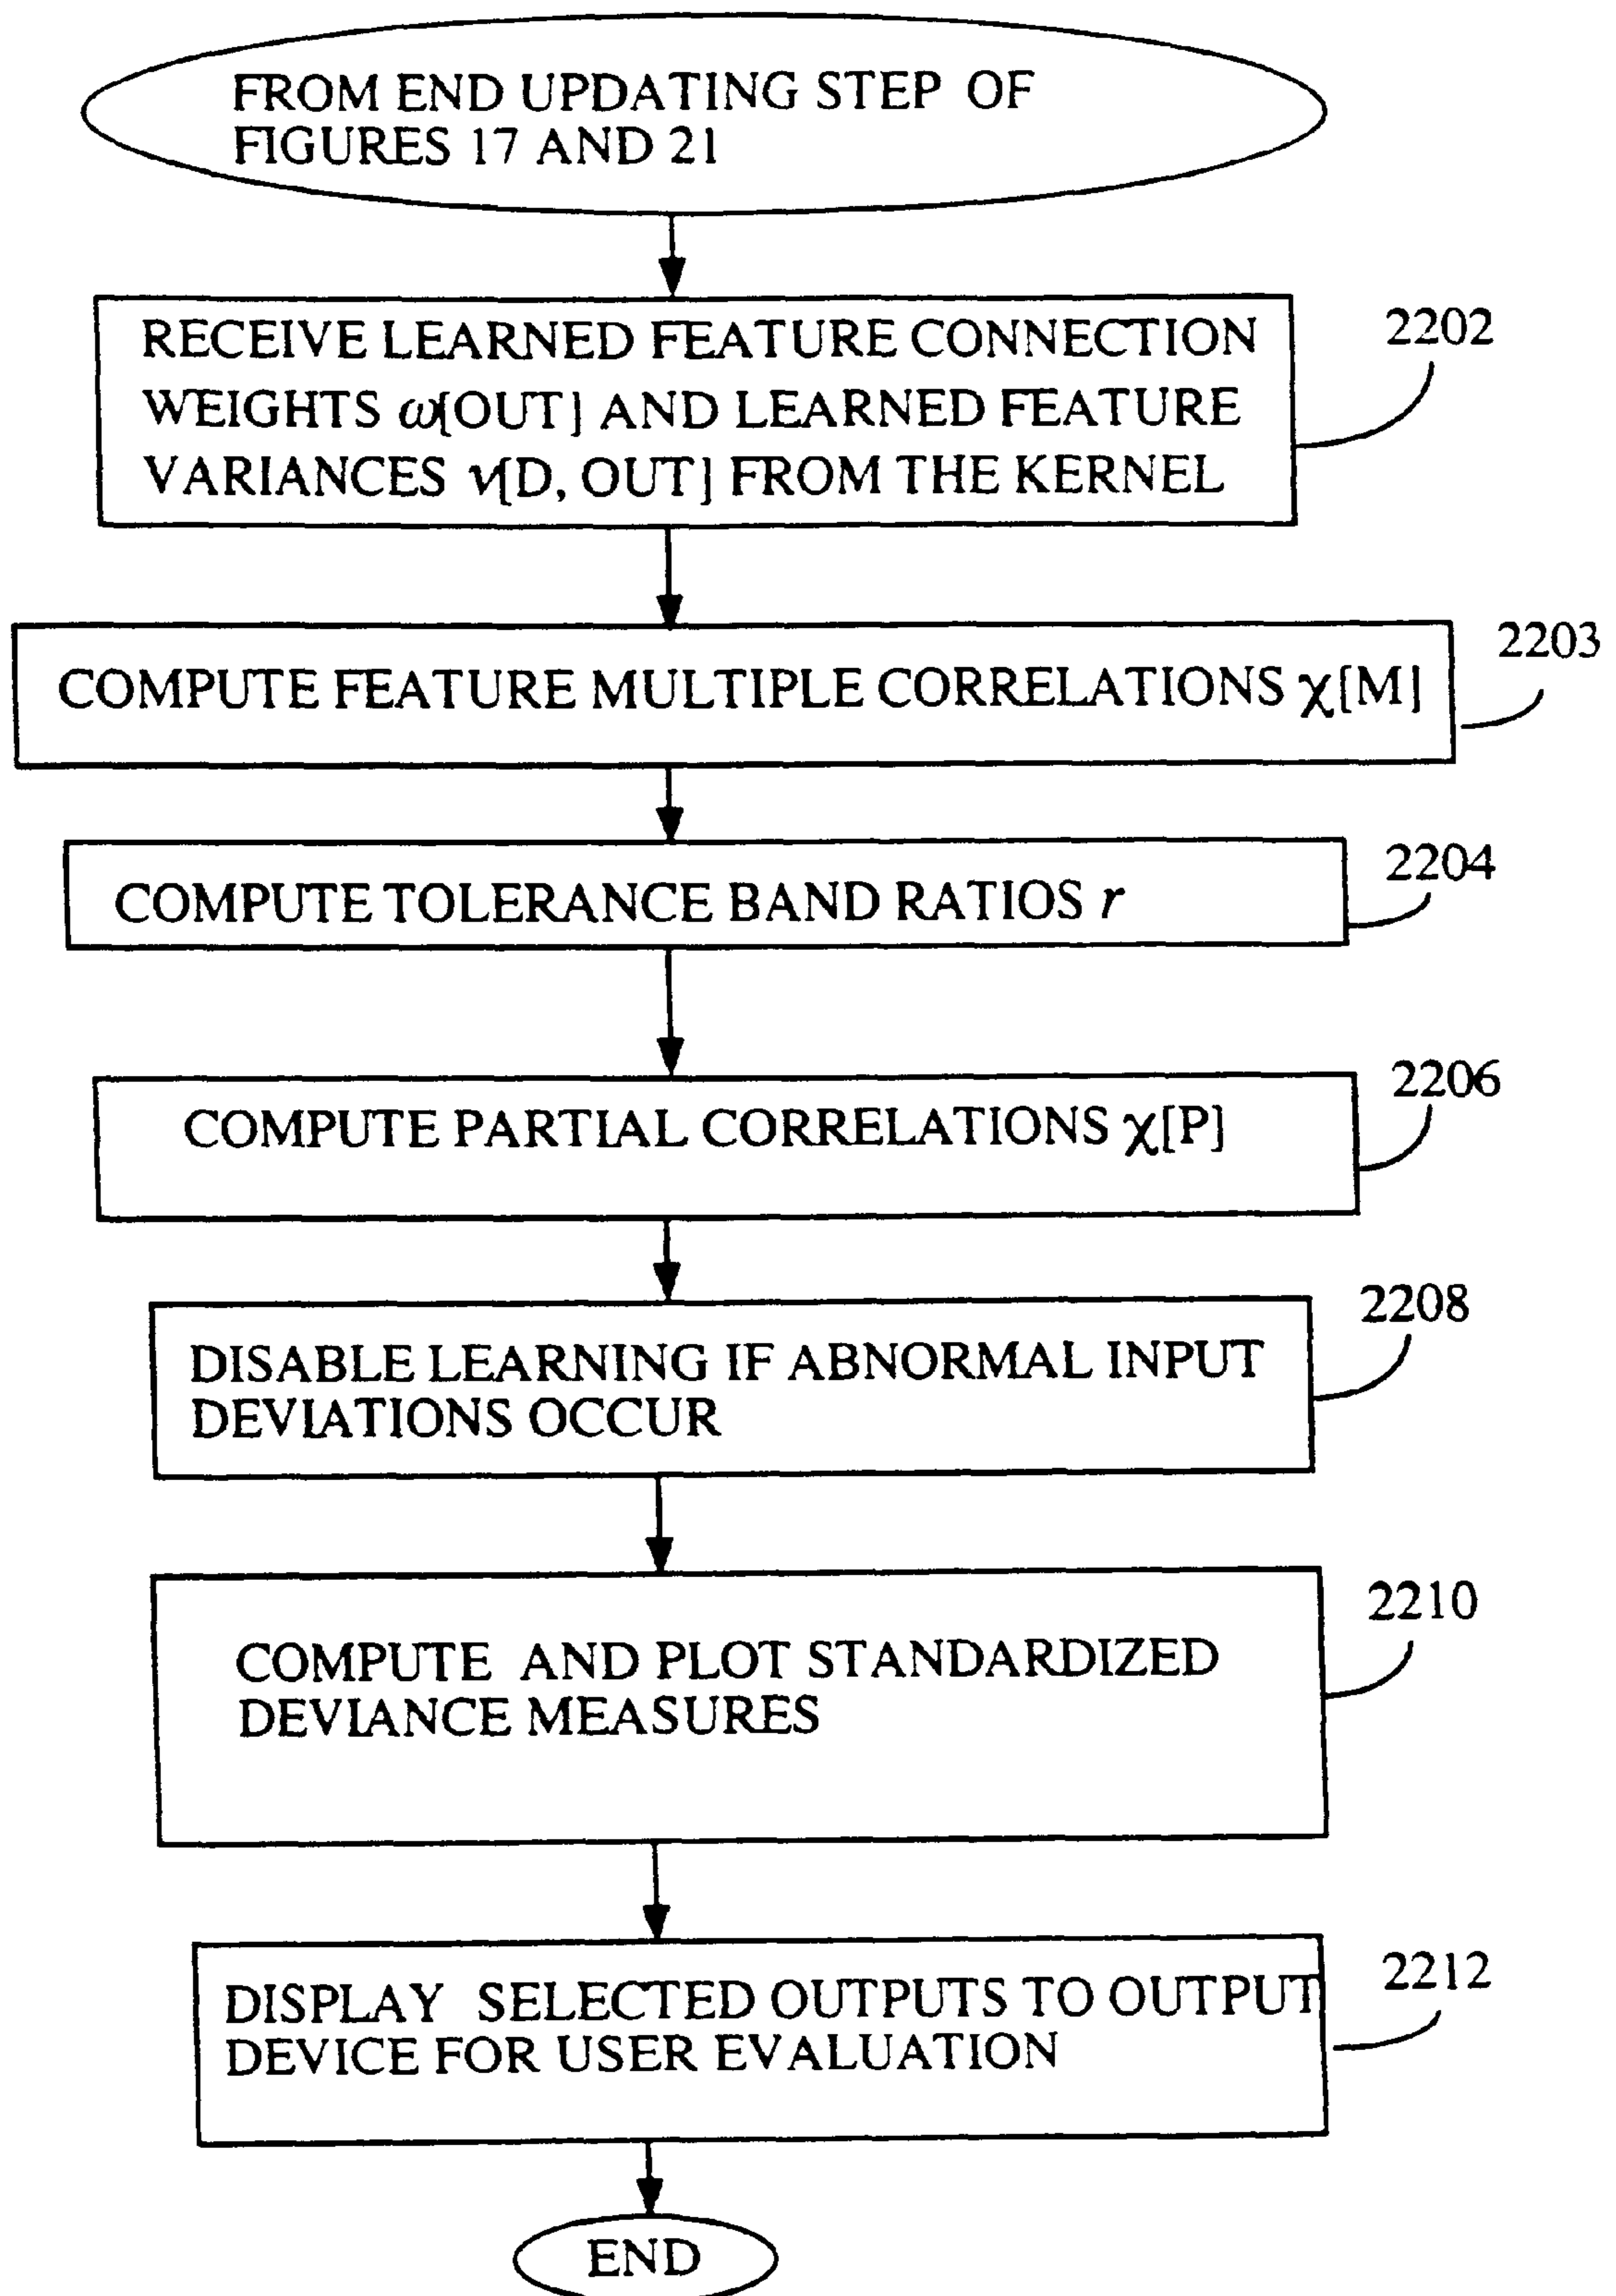 FROM END UPDATING STEP OF
FIGURES 17 AND 21
RECEIVE LEARNED FEATURE CONNECTION
WEIGHTS ω[OUT] AND LEARNED FEATURE
VARIANCES ν[D, OUT] FROM THE KERNEL
2202
COMPUTE FEATURE MULTIPLE CORRELATIONS χ[M]
2203
COMPUTE TOLERANCE BAND RATIOS r
2204
COMPUTE PARTIAL CORRELATIONS χ[P]
2206
DISABLE LEARNING IF ABNORMAL INPUT
DEVIATIONS OCCUR
2208
COMPUTE AND PLOT STANDARDIZED
DEVIANCE MEASURES
2210
DISPLAY SELECTED OUTPUTS TO OUTPUT
DEVICE FOR USER EVALUATION
2212
END